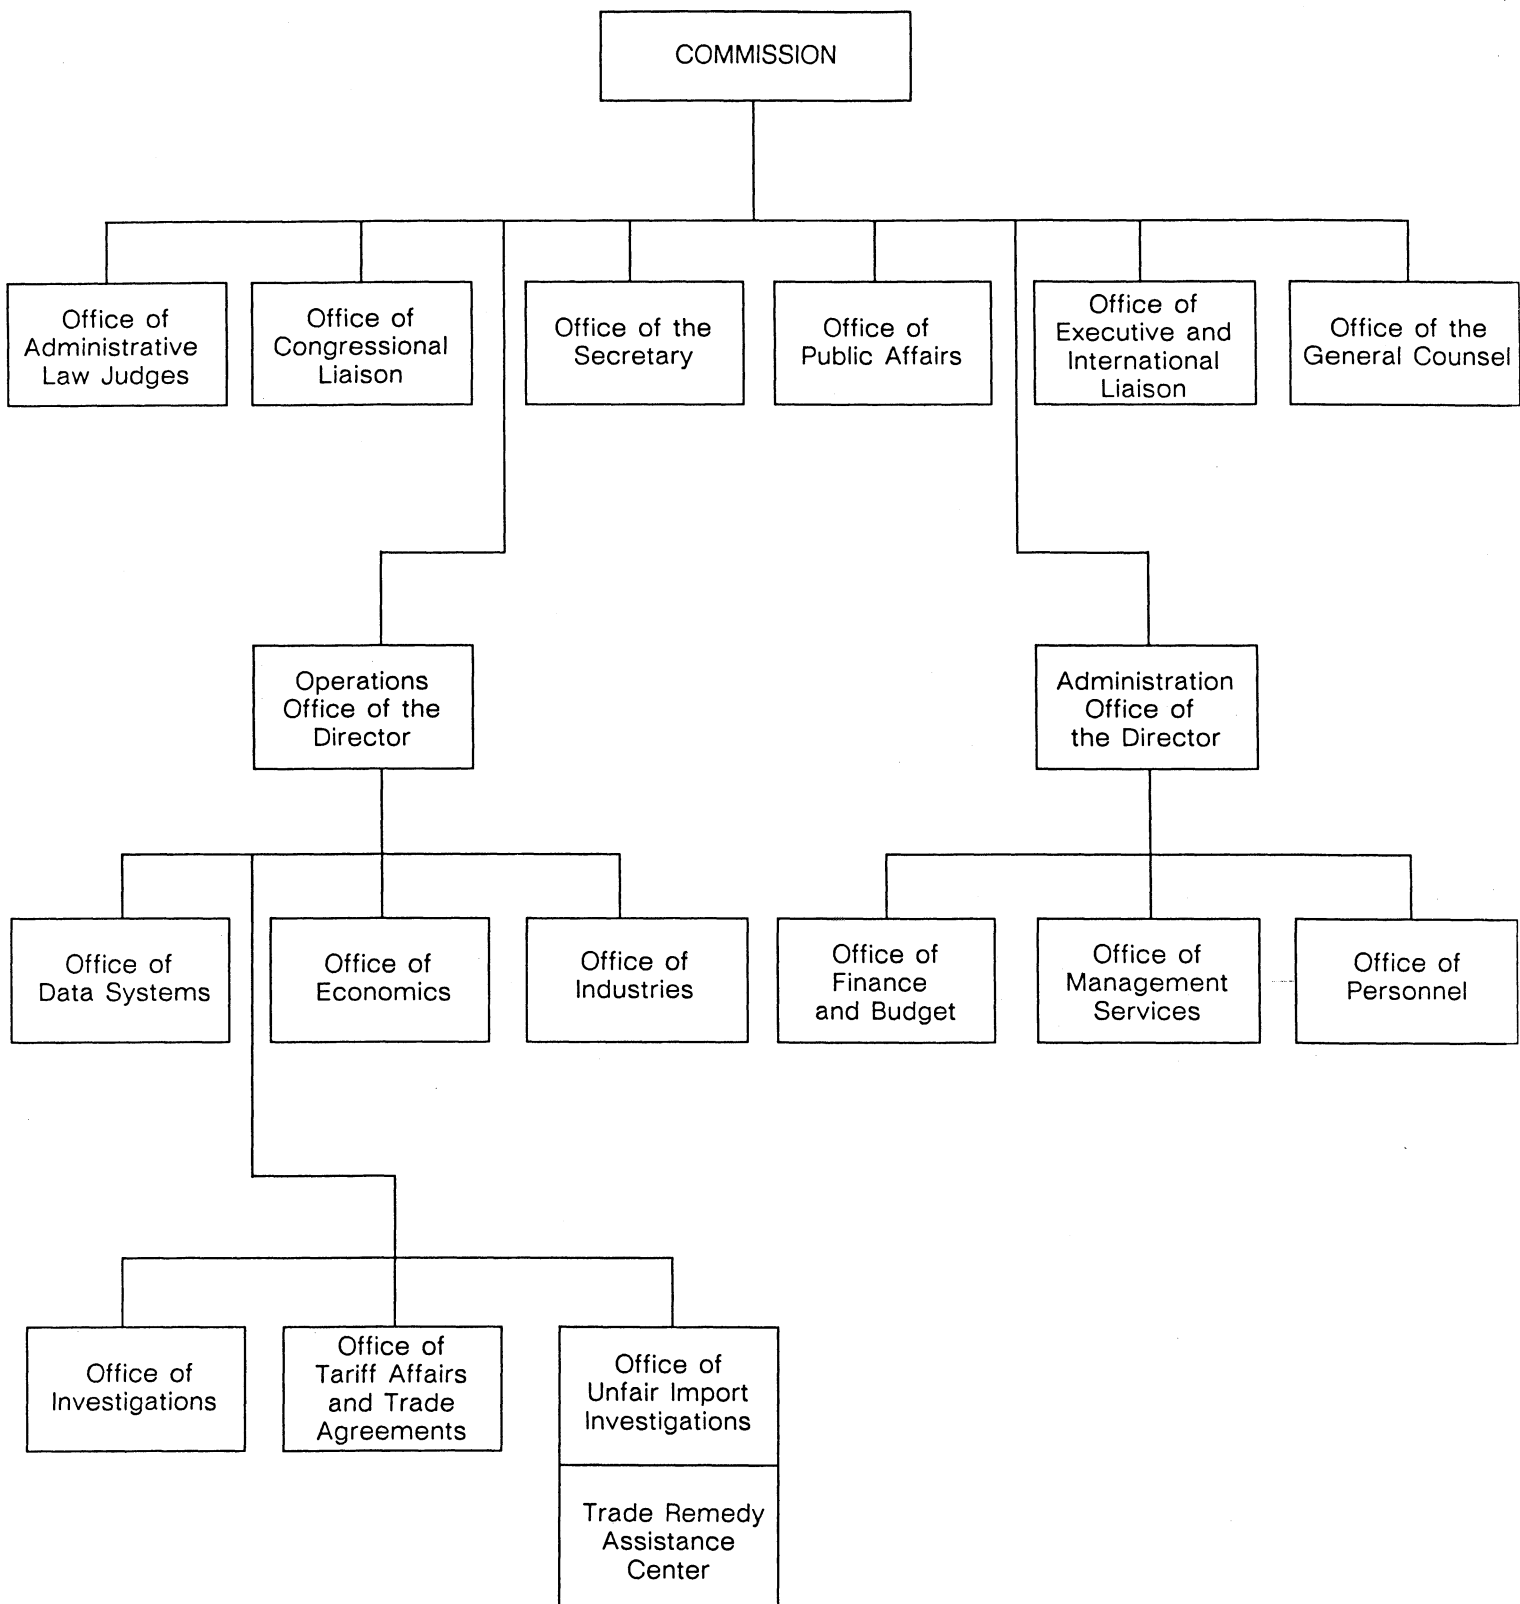 COMMISSION
Office of
Administrative
Law Judges
Office of
Congressional
Liaison
Office of the
Secretary
Office of
Public Affairs
Office of
Executive and
International
Liaison
Office of the
General Counsel
Operations
Office of the
Director
Administration
Office of
the Director
Office of
Data Systems
Office of
Economics
Office of
Industries
Office of
Finance
and Budget
Office of
Management
Services
Office of
Personnel
Office of
Investigations
Office of
Tariff Affairs
and Trade
Agreements
Office of
Unfair Import
Investigations
Trade Remedy
Assistance
Center